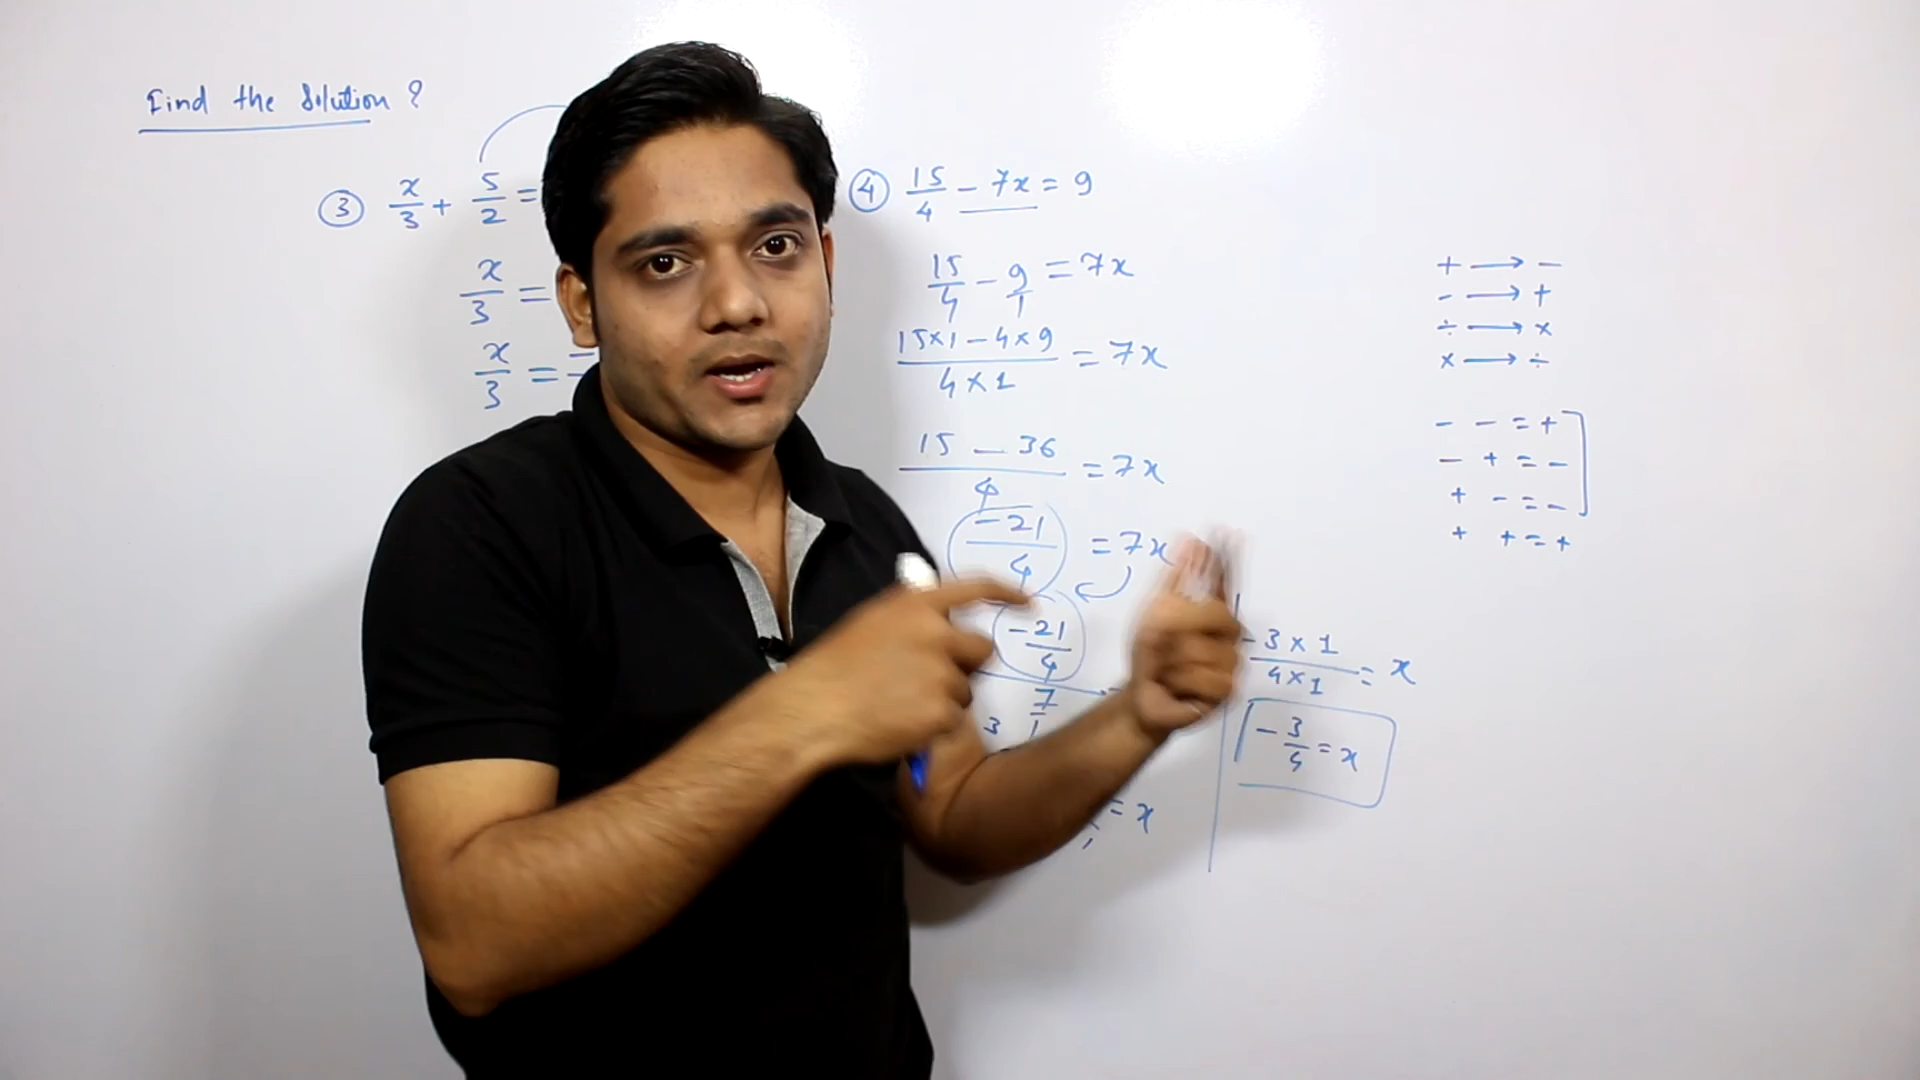 Find the Solution ?
③ x/3 + 5/2 =
x/3 =
x/3 =
④ 15/4 - 7x = 9
15/4 - 9/1 = 7x
15×1 - 4×9 / 4×1 = 7x
15 - 36 / 4 = 7x
-21/4 = 7x
-21/4
7/1
3
= x
-3×1 / 4×1 = x
-3/4 = x
+ → -
- → +
÷ → ×
× → ÷
- - = +
- + = -
+ - = -
+ + = +